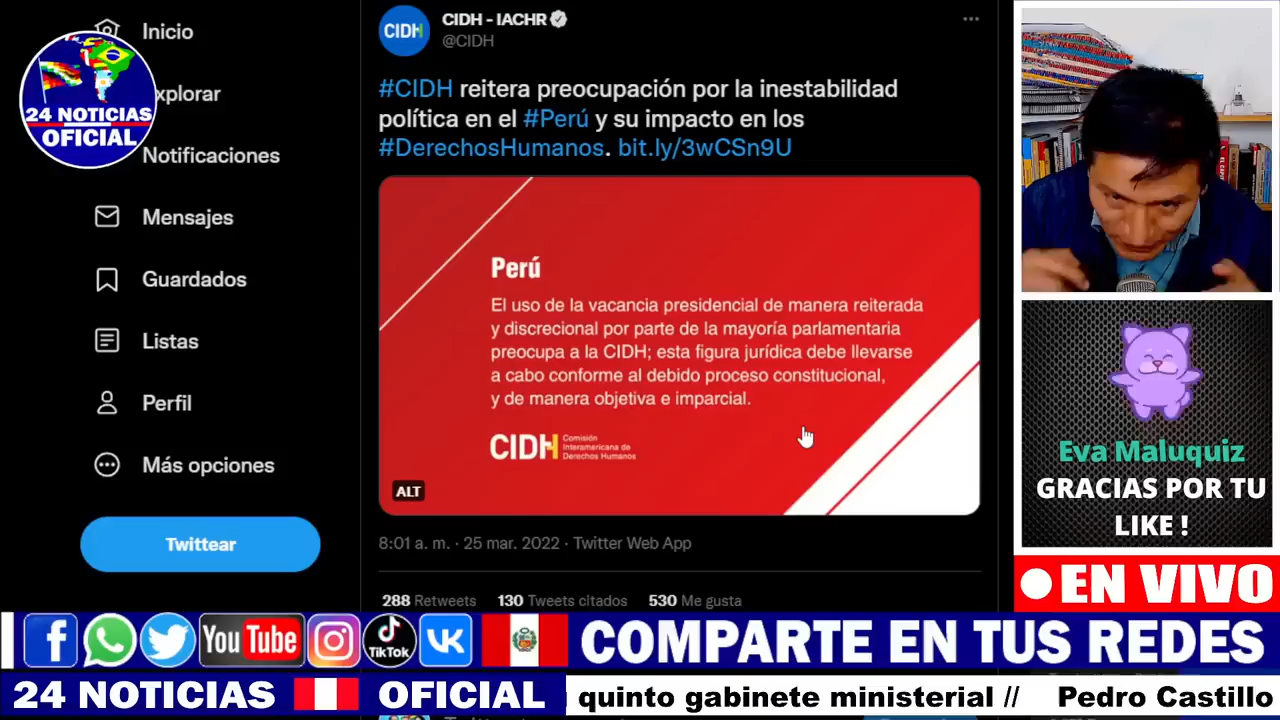 Inicio
Explorar
Notificaciones
Mensajes
Guardados
Listas
Perfil
Más opciones
Twittear
24 NOTICIAS
OFICIAL
CIDH
CIDH - IACHR
@CIDH
#CIDH reitera preocupación por la inestabilidad
política en el #Perú y su impacto en los
#DerechosHumanos. bit.ly/3wCSn9U
Perú
El uso de la vacancia presidencial de manera reiterada
y discrecional por parte de la mayoría parlamentaria
preocupa a la CIDH; esta figura jurídica debe llevarse
a cabo conforme al debido proceso constitucional,
y de manera objetiva e imparcial.
CIDH Comisión
Interamericana de
Derechos Humanos
ALT
8:01 a. m. · 25 mar. 2022 · Twitter Web App
288 Retweets 130 Tweets citados 530 Me gusta
Eva Maluquiz
GRACIAS POR TU
LIKE !
EN VIVO
You Tube
TikTok
COMPARTE EN TUS REDES
24 NOTICIAS OFICIAL
quinto gabinete ministerial // Pedro Castillo